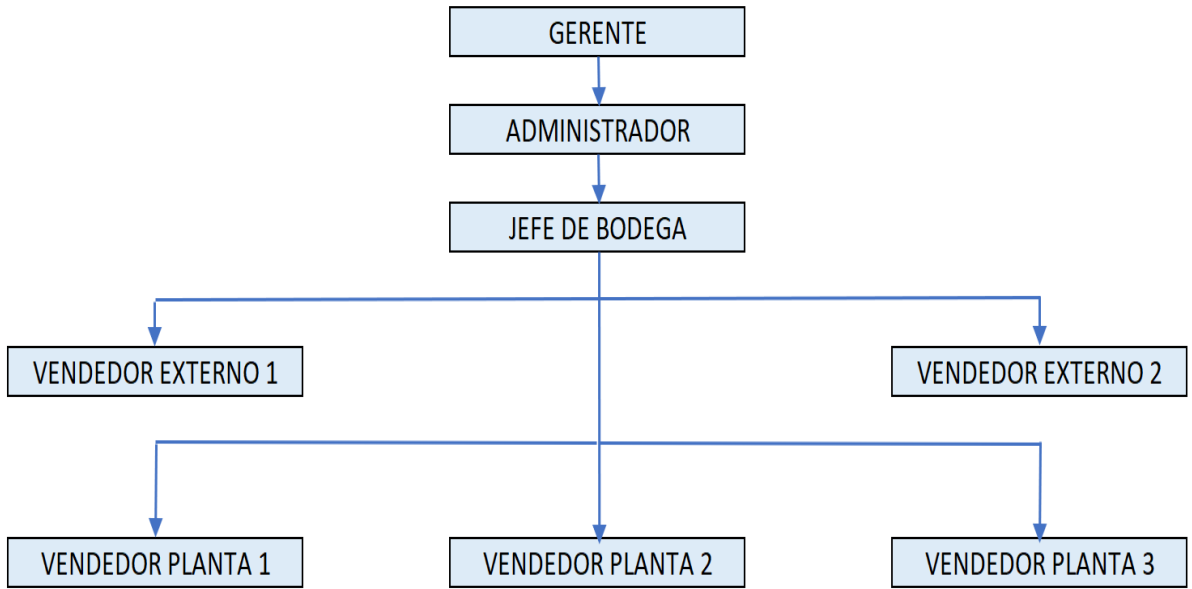 GERENTE
ADMINISTRADOR
JEFE DE BODEGA
VENDEDOR EXTERNO 1
VENDEDOR EXTERNO 2
VENDEDOR PLANTA 1
VENDEDOR PLANTA 2
VENDEDOR PLANTA 3